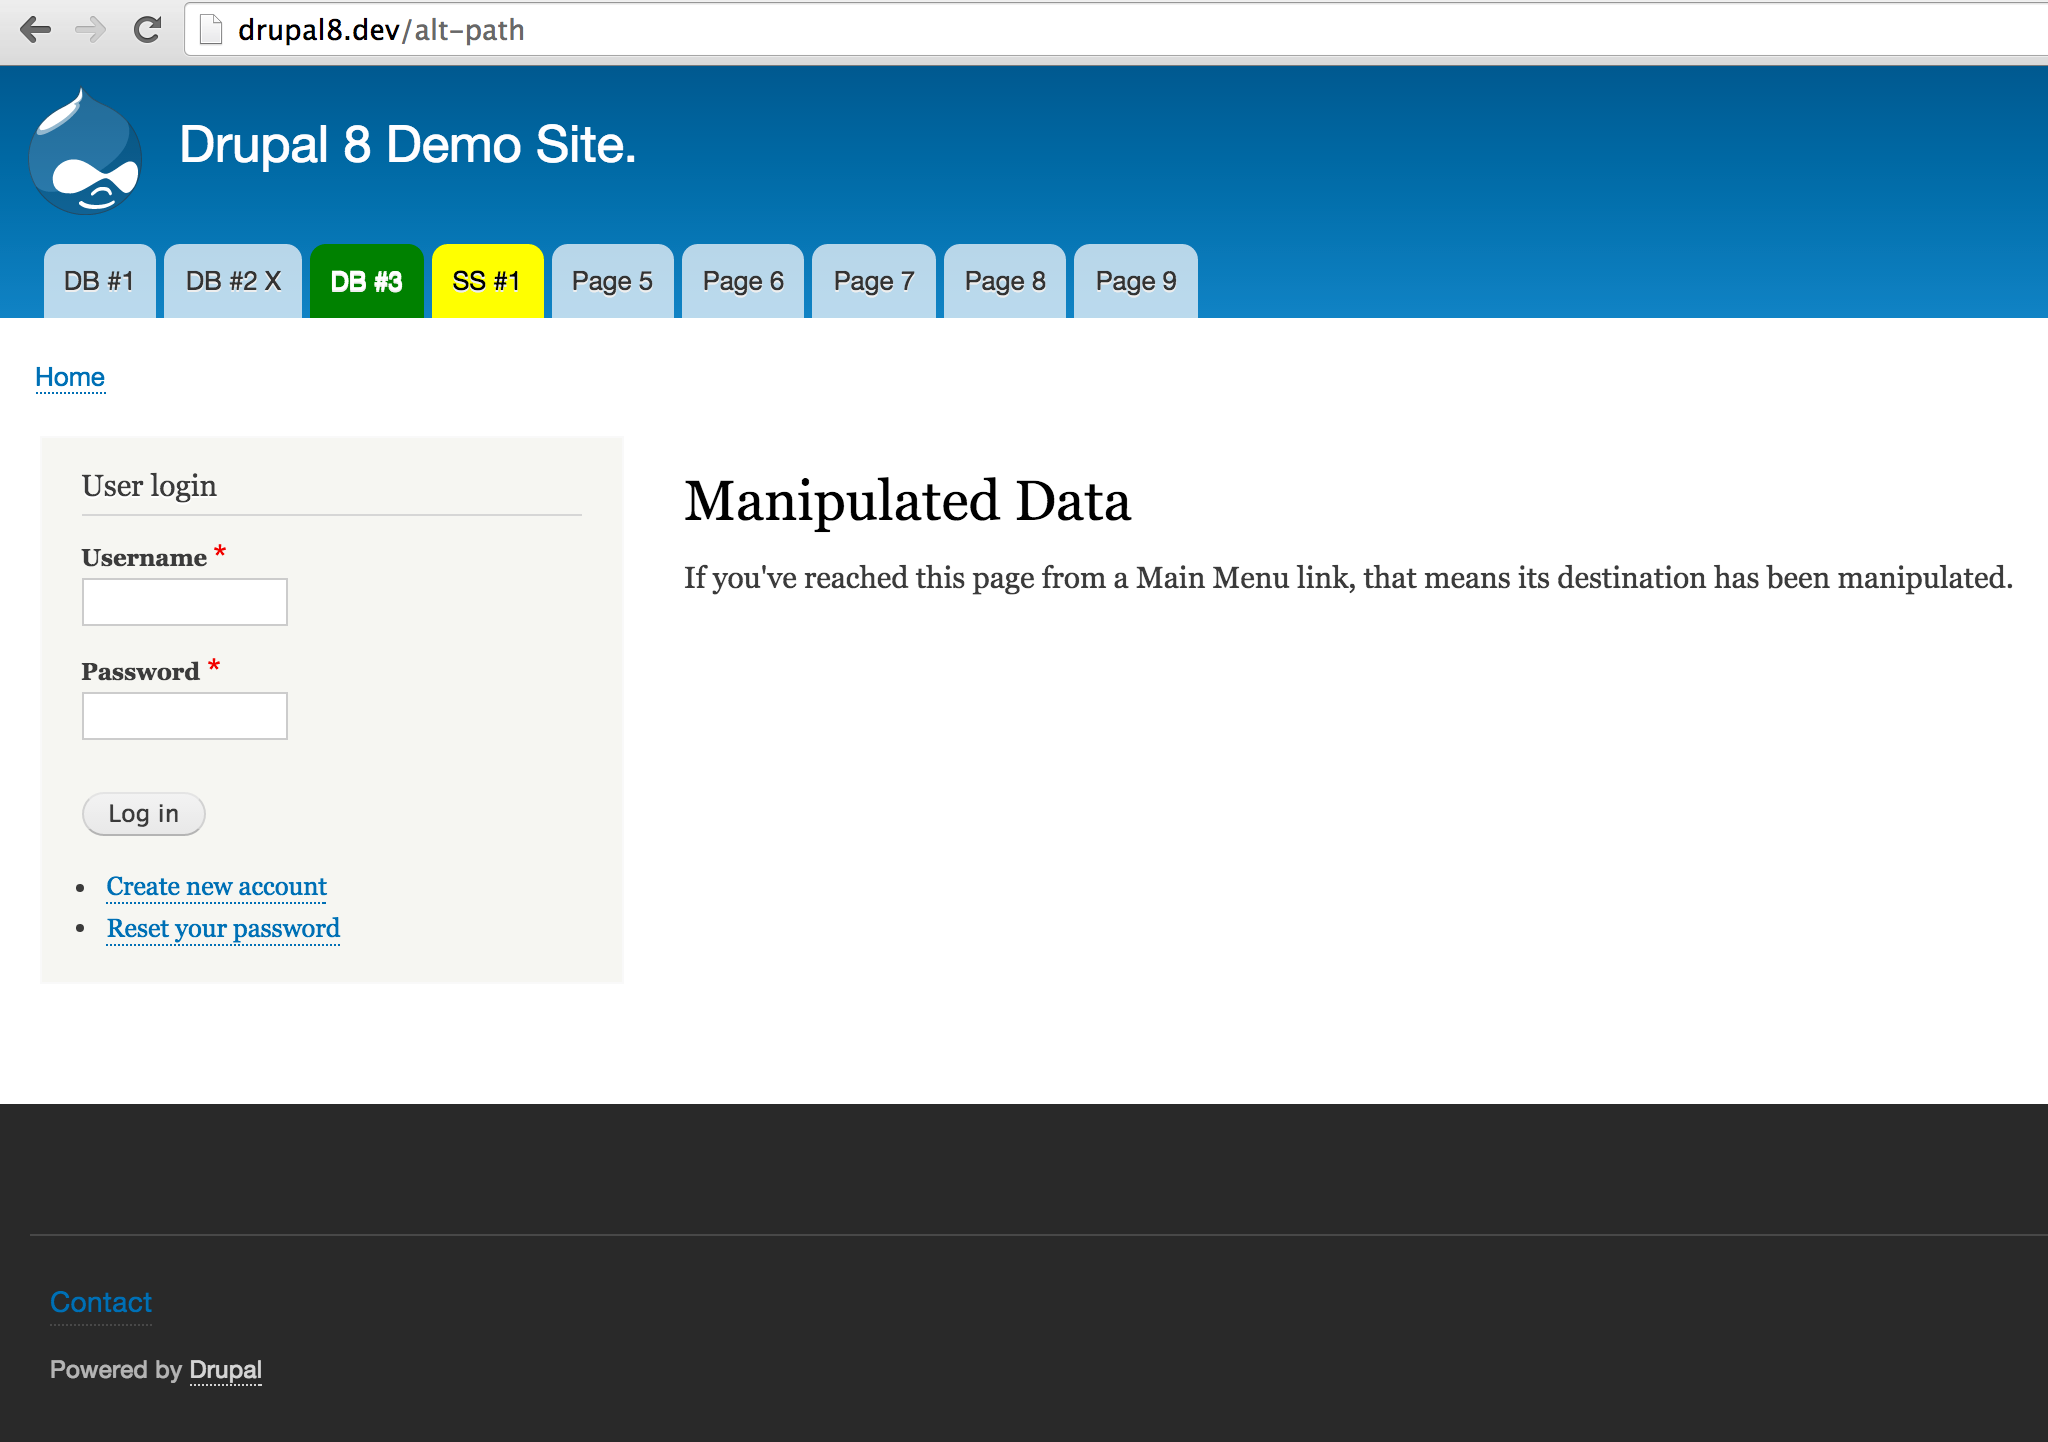 drupal8.dev/alt-path
Drupal 8 Demo Site.
DB #1 DB #2 X DB #3 SS #1 Page 5 Page 6 Page 7 Page 8 Page 9
Home
User login
Username *
Password *
Log in
Create new account
Reset your password
Manipulated Data
If you've reached this page from a Main Menu link, that means its destination has been manipulated.
Contact
Powered by Drupal